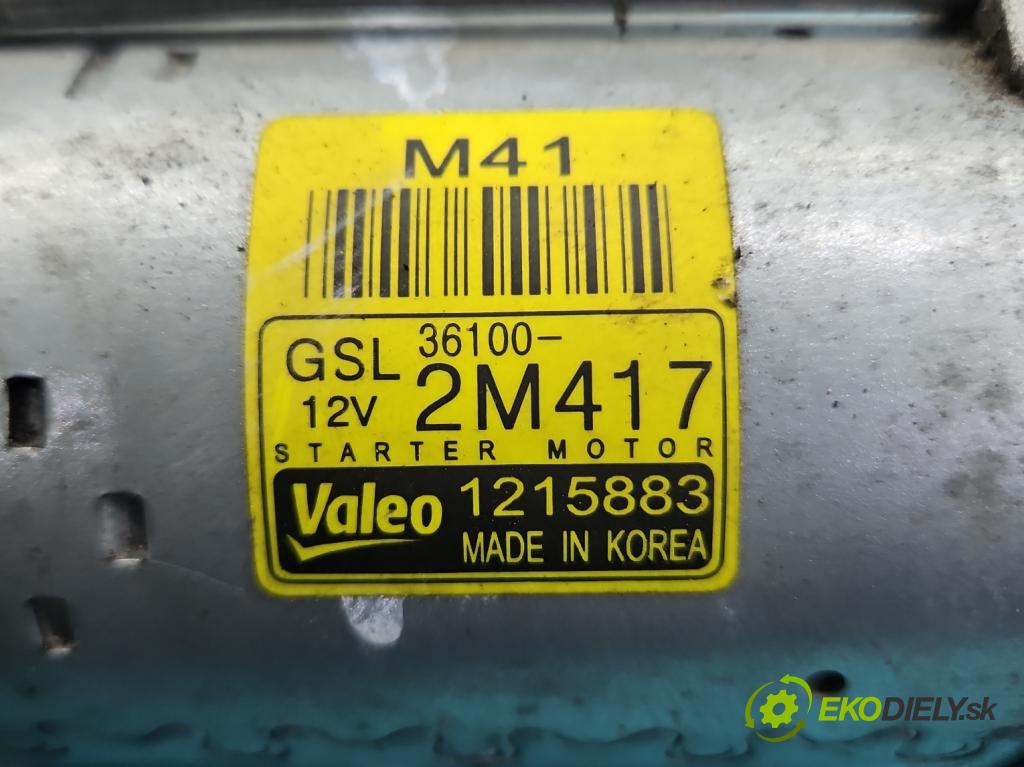 M41
GSL 36100-
12V 2M417
STARTER MOTOR
Valeo 1215883
MADE IN KOREA
EKODIELY.sk